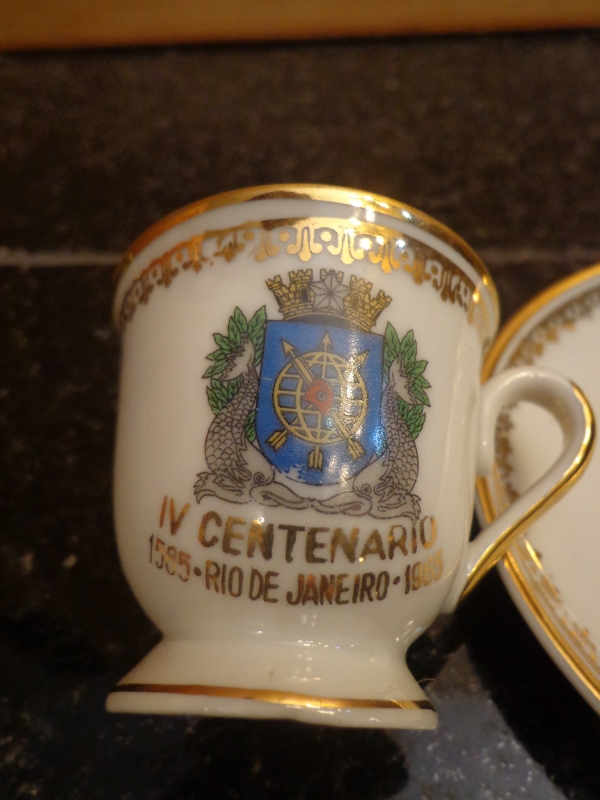 IV CENTENARIO
1565•RIO DE JANEIRO•1965